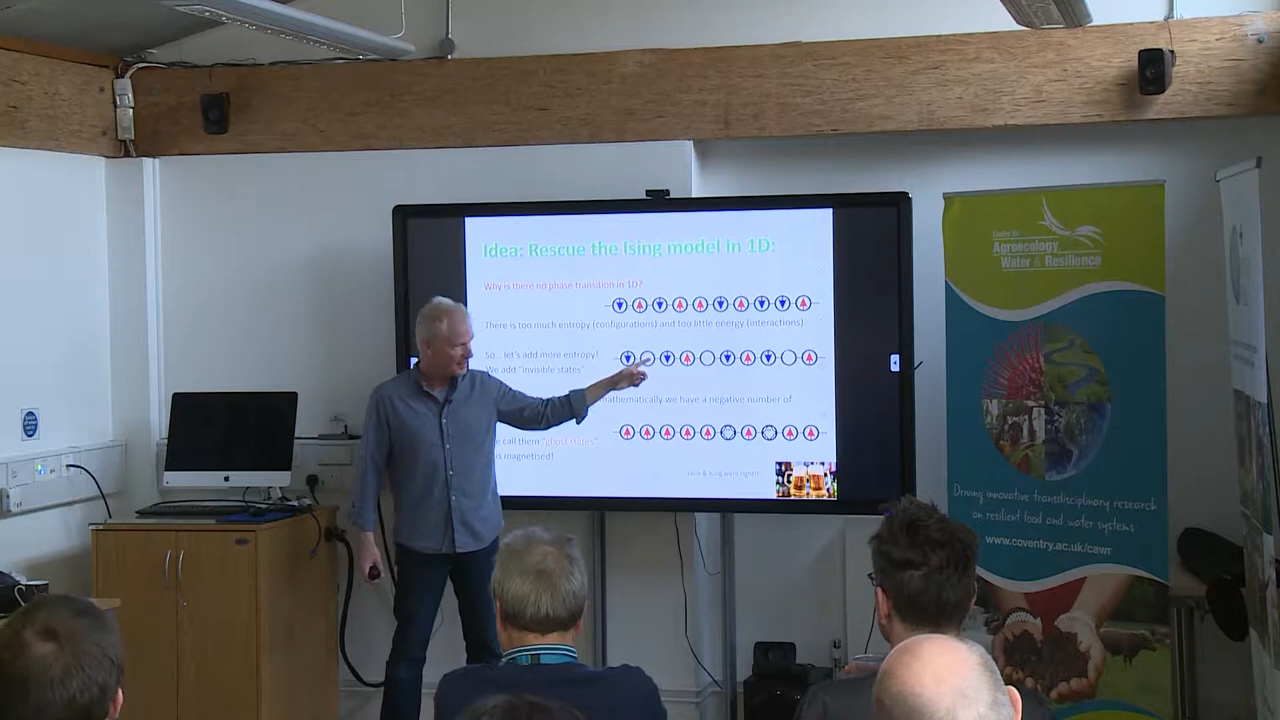 Idea: Rescue the Ising model in 1D:
Why is there no phase transition in 1D?
There is too much entropy (configurations) and too little energy (interactions).
So... let's add more entropy!
We add "invisible states"
mathematically we have a negative number of
call them "ghost states".
is magnetised!
were right!
Centre for
Agroecology,
Water & Resilience
Driving innovative transdisciplinary research
on resilient food and water systems
www.coventry.ac.uk/cawr